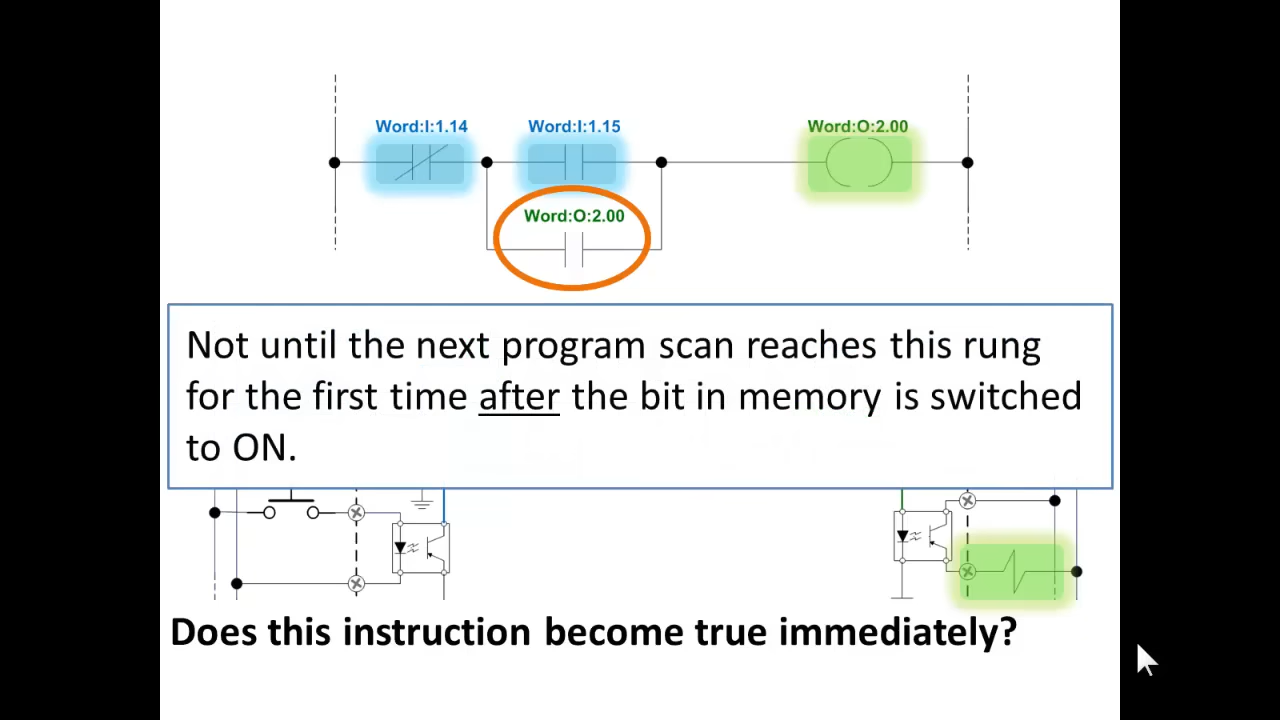 Word:I:1.14 Word:I:1.15 Word:O:2.00
Word:O:2.00
Not until the next program scan reaches this rung
for the first time after the bit in memory is switched
to ON.
Does this instruction become true immediately?